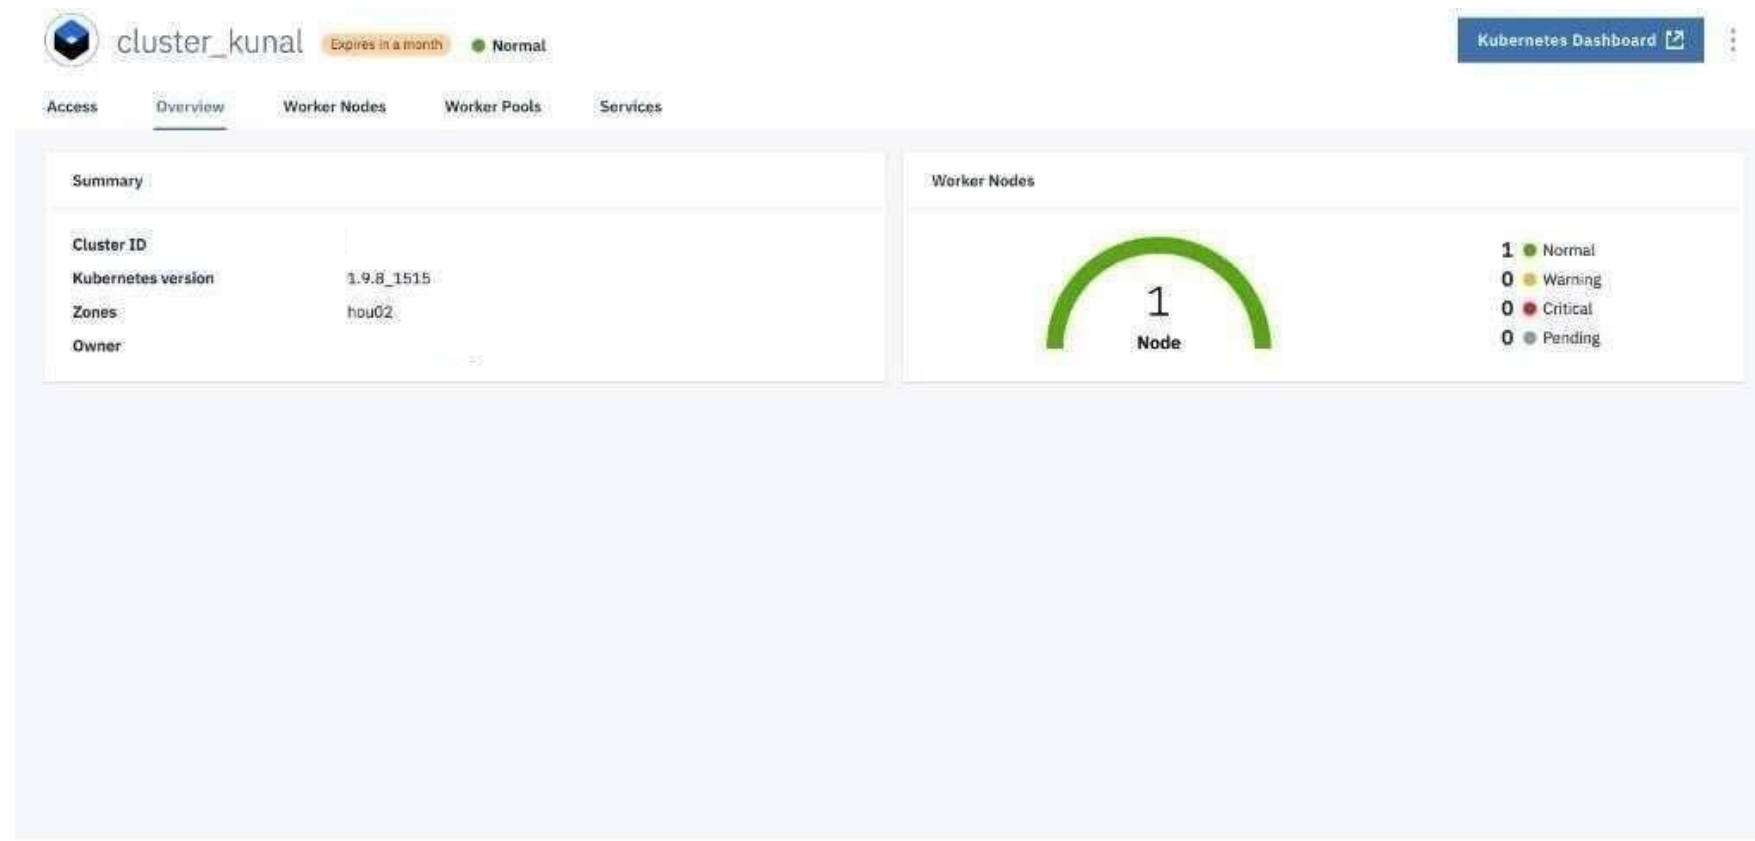 cluster_kunal Expires in a month Normal Kubernetes Dashboard
Access Overview Worker Nodes Worker Pools Services
Summary
Cluster ID
Kubernetes version 1.9.8_1515
Zones hou02
Owner
Worker Nodes
1 Node
1 Normal
0 Warning
0 Critical
0 Pending